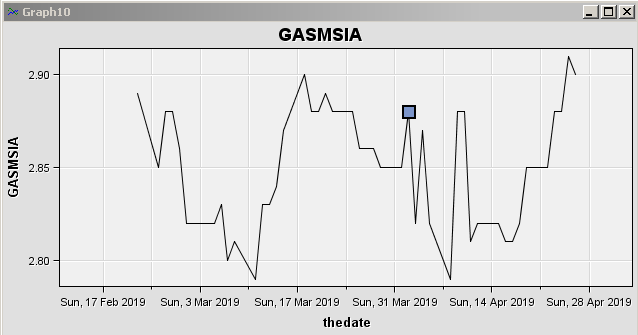 Graph10
GASMSIA
2.90
2.85
2.80
GASMSIA
Sun, 17 Feb 2019 Sun, 3 Mar 2019 Sun, 17 Mar 2019 Sun, 31 Mar 2019 Sun, 14 Apr 2019 Sun, 28 Apr 2019
thedate